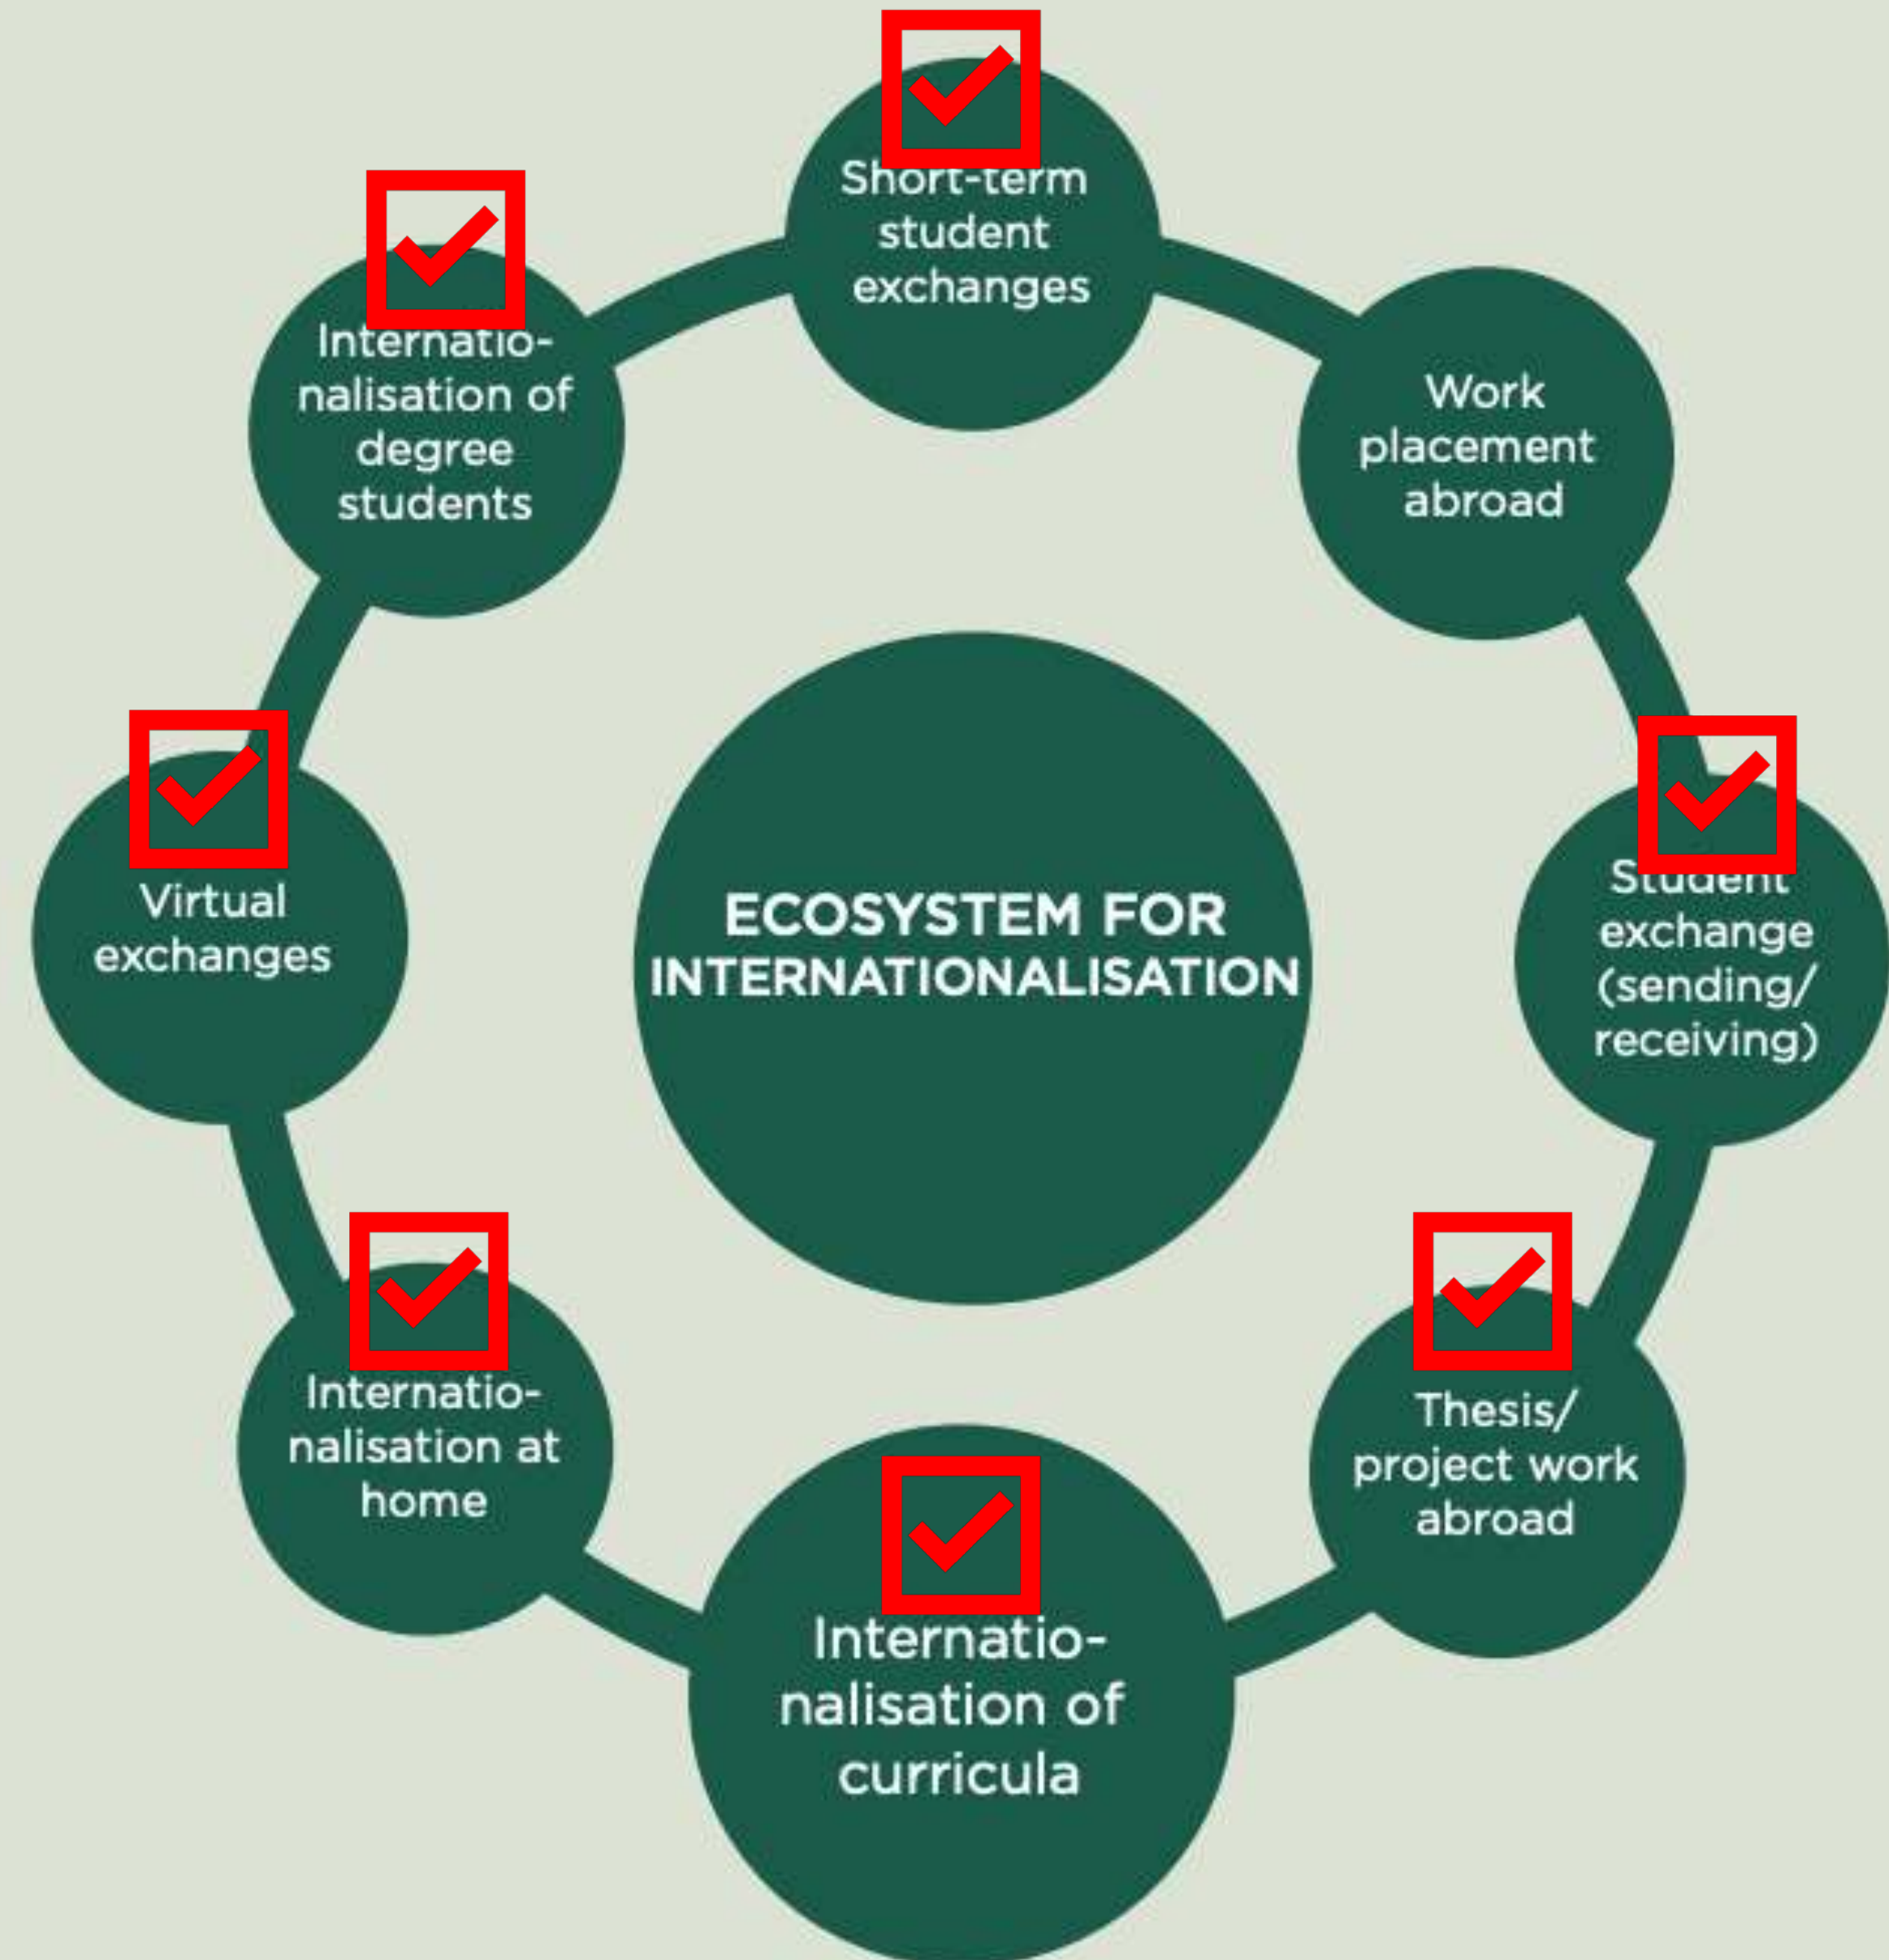 Short-term
student
exchanges
Work
placement
abroad
Student
exchange
(sending/
receiving)
Thesis/
project work
abroad
Internatio-
nalisation of
curricula
Internatio-
nalisation at
home
Virtual
exchanges
Internatio-
nalisation of
degree
students
ECOSYSTEM FOR
INTERNATIONALISATION